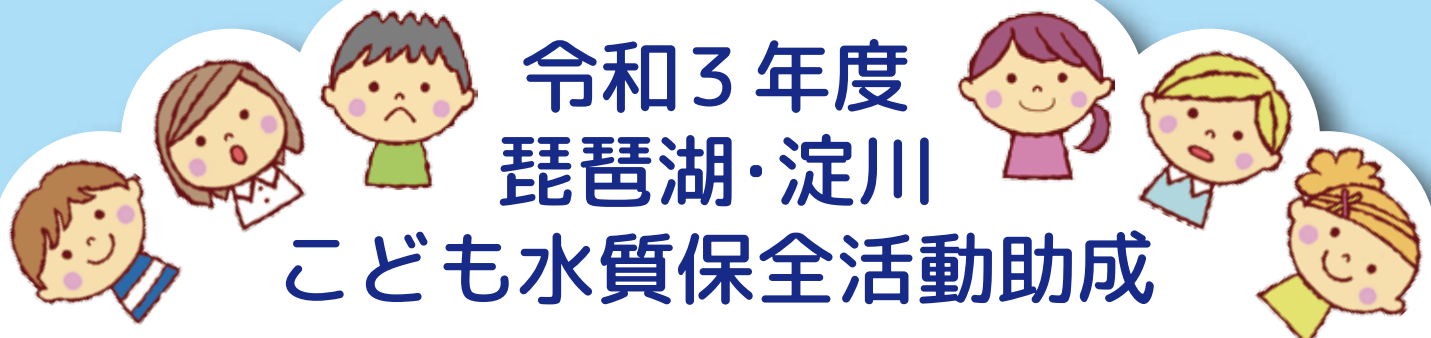 令和３年度
琵琶湖・淀川
こども水質保全活動助成